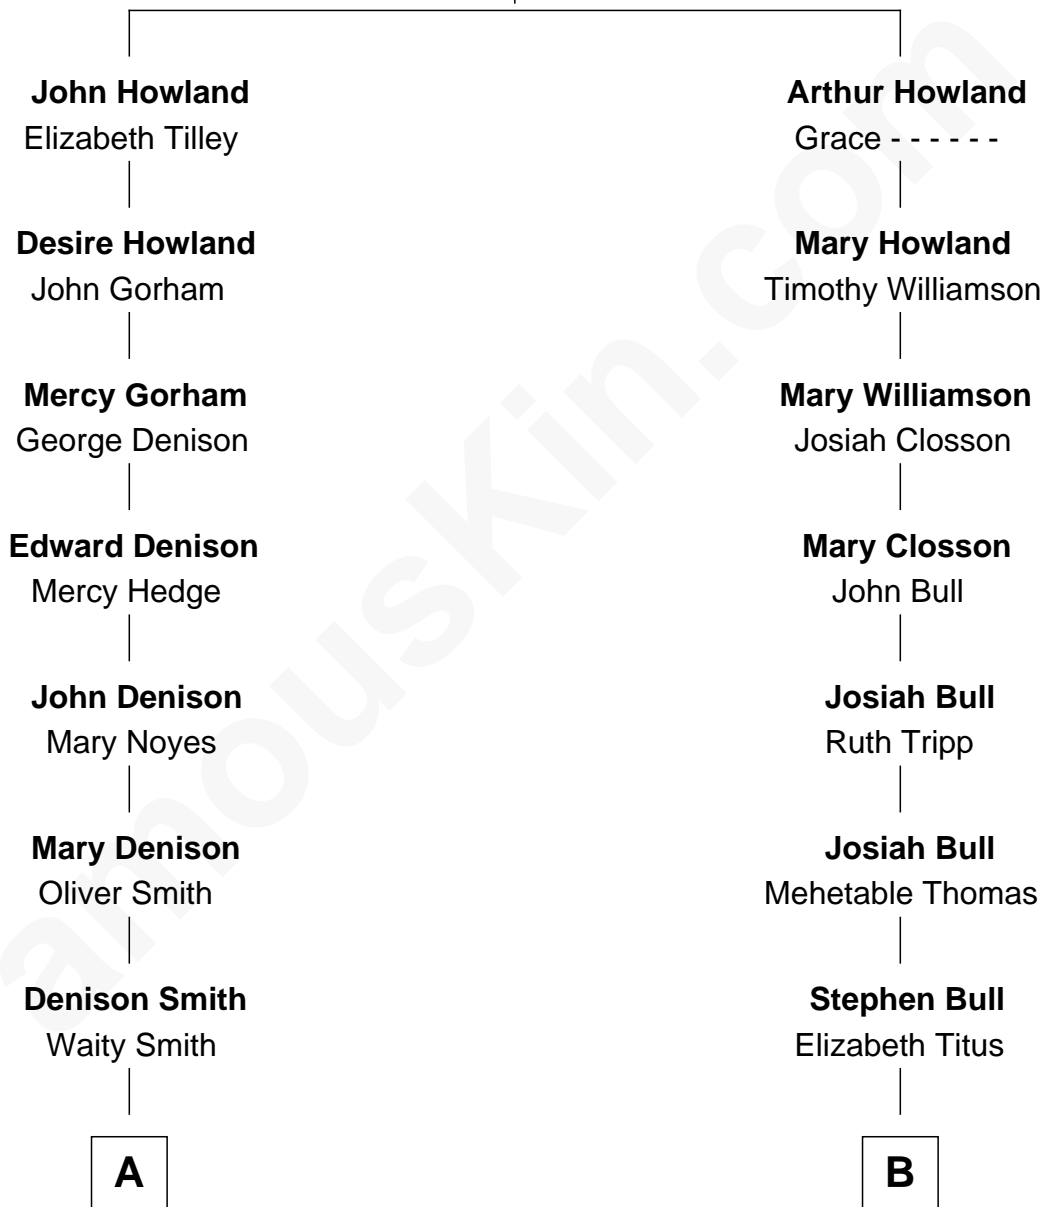 John Howland
Elizabeth Tilley
Desire Howland
John Gorham
Mercy Gorham
George Denison
Edward Denison
Mercy Hedge
John Denison
Mary Noyes
Mary Denison
Oliver Smith
Denison Smith
Waity Smith
A
Arthur Howland
Grace - - - - - -
Mary Howland
Timothy Williamson
Mary Williamson
Josiah Closson
Mary Closson
John Bull
Josiah Bull
Ruth Tripp
Josiah Bull
Mehetable Thomas
Stephen Bull
Elizabeth Titus
B
amouskin.com